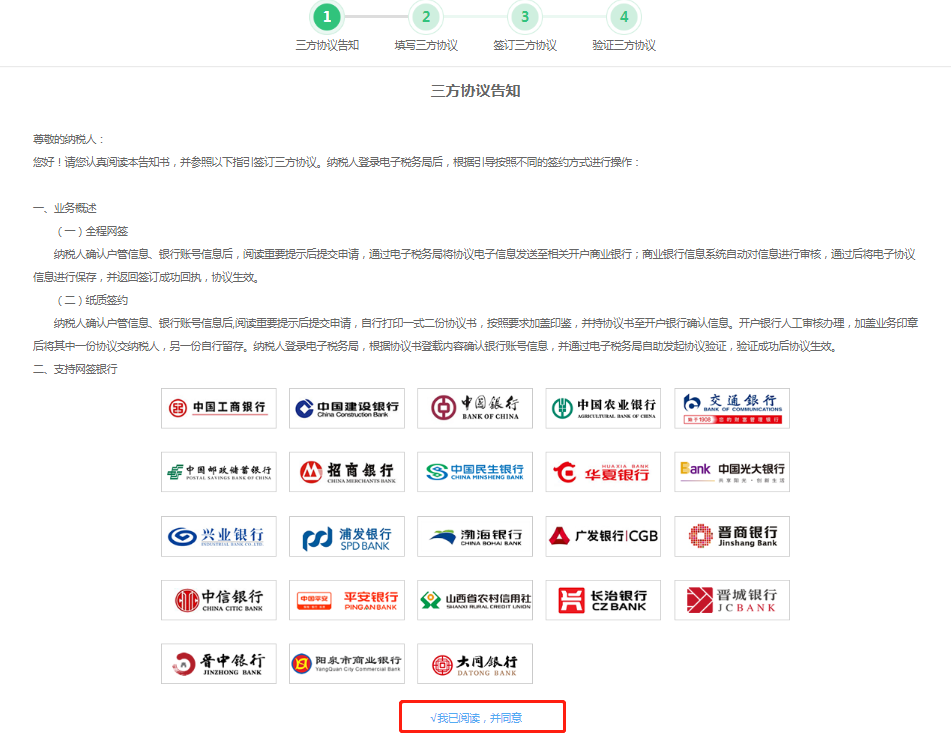 1 2 3 4
三方协议告知 填写三方协议 签订三方协议 验证三方协议
三方协议告知
尊敬的纳税人：
您好！请您认真阅读本告知书，并参照以下指引签订三方协议。纳税人登录电子税务局后，根据引导按照不同的签约方式进行操作：
一、业务概述
（一）全程网签
纳税人确认户管信息、银行账号信息后，阅读重要提示后提交申请，通过电子税务局将协议电子信息发送至相关开户商业银行；商业银行信息系统自动对信息进行审核，通过后将电子协议
信息进行保存，并返回签订成功回执，协议生效。
（二）纸质签约
纳税人确认户管信息、银行账号信息后,阅读重要提示后提交申请，自行打印一式二份协议书，按照要求加盖印鉴，并持协议书至开户银行确认信息。开户银行人工审核办理，加盖业务印章
后将其中一份协议交纳税人，另一份自行留存。纳税人登录电子税务局，根据协议书登载内容确认银行账号信息，并通过电子税务局自助发起协议验证，验证成功后协议生效。
二、支持网签银行
中国工商银行
中国建设银行
China Construction Bank
中国银行
BANK OF CHINA
中国农业银行
AGRICULTURAL BANK OF CHINA
交通银行
BANK OF COMMUNICATIONS
中国邮政储蓄银行
POSTAL SAVINGS BANK OF CHINA
招商银行
CHINA MERCHANTS BANK
中国民生银行
CHINA MINSHENG BANK
HUAXIA BANK
华夏银行
Bank 中国光大银行
共享阳光·创新生活
兴业银行
INDUSTRIAL BANK CO.,LTD.
浦发银行
SPD BANK
渤海银行
CHINA BOHAI BANK
广发银行|CGB
晋商银行
Jinshang Bank
中信银行
CHINA CITIC BANK
中国平安 平安银行
PINGAN BANK
山西省农村信用社
SHANXI RURAL CREDIT UNION
长治银行
CZ BANK
晋城银行
JCBANK
晋中银行
JINZHONG BANK
阳泉市商业银行
YangQuan City Commercial Bank
大同银行
DATONG BANK
√我已阅读，并同意